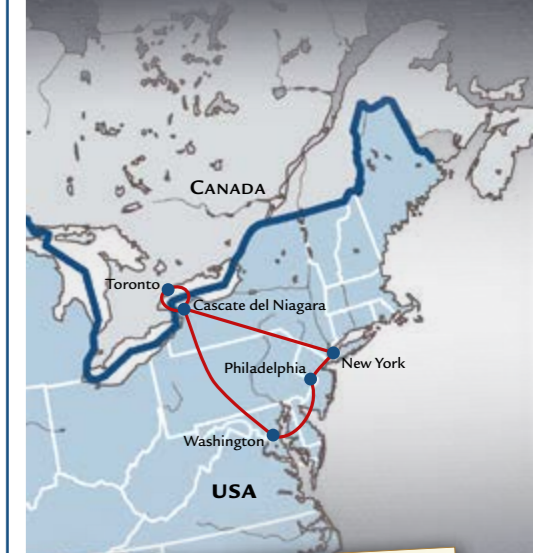 CANADA
Toronto
Cascate del Niagara
New York
Philadelphia
Washington
USA